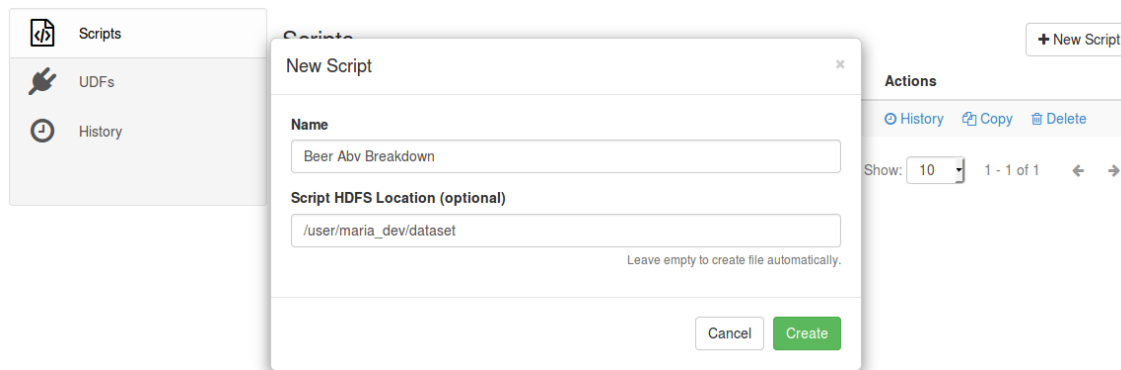 Scripts
UDFs
History
Scripts
+ New Script
Actions
History Copy Delete
Show: 10 1 - 1 of 1
New Script ×
Name
Beer Abv Breakdown
Script HDFS Location (optional)
/user/maria_dev/dataset
Leave empty to create file automatically.
Cancel Create